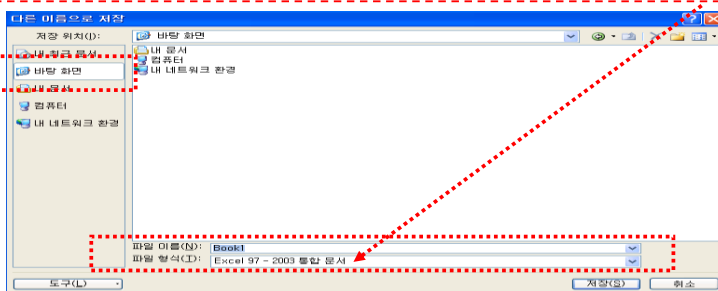 다른 이름으로 저장
저장 위치(I): 바탕 화면
내 최근 문서
바탕 화면
내 문서
컴퓨터
내 네트워크 환경
내 문서
컴퓨터
내 네트워크 환경
파일 이름(N): Book1
파일 형식(T): Excel 97 - 2003 통합 문서
도구(L)
저장(S)
취소